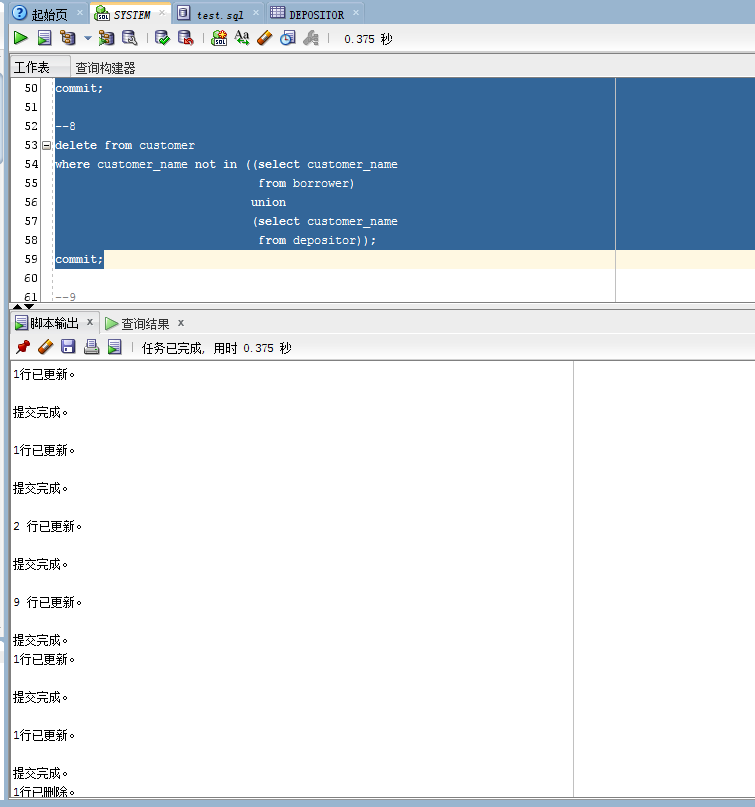 起始页 SYSTEM test.sql DEPOSITOR
0.375 秒
工作表 查询构建器
50 commit;
51
52 --8
53 delete from customer
54 where customer_name not in ((select customer_name
55 from borrower)
56 union
57 (select customer_name
58 from depositor));
59 commit;
60
61 --9
脚本输出 x 查询结果 x
任务已完成, 用时 0.375 秒
1行已更新。
提交完成。
1行已更新。
提交完成。
2 行已更新。
提交完成。
9 行已更新。
提交完成。
1行已更新。
提交完成。
1行已更新。
提交完成。
1行已删除。